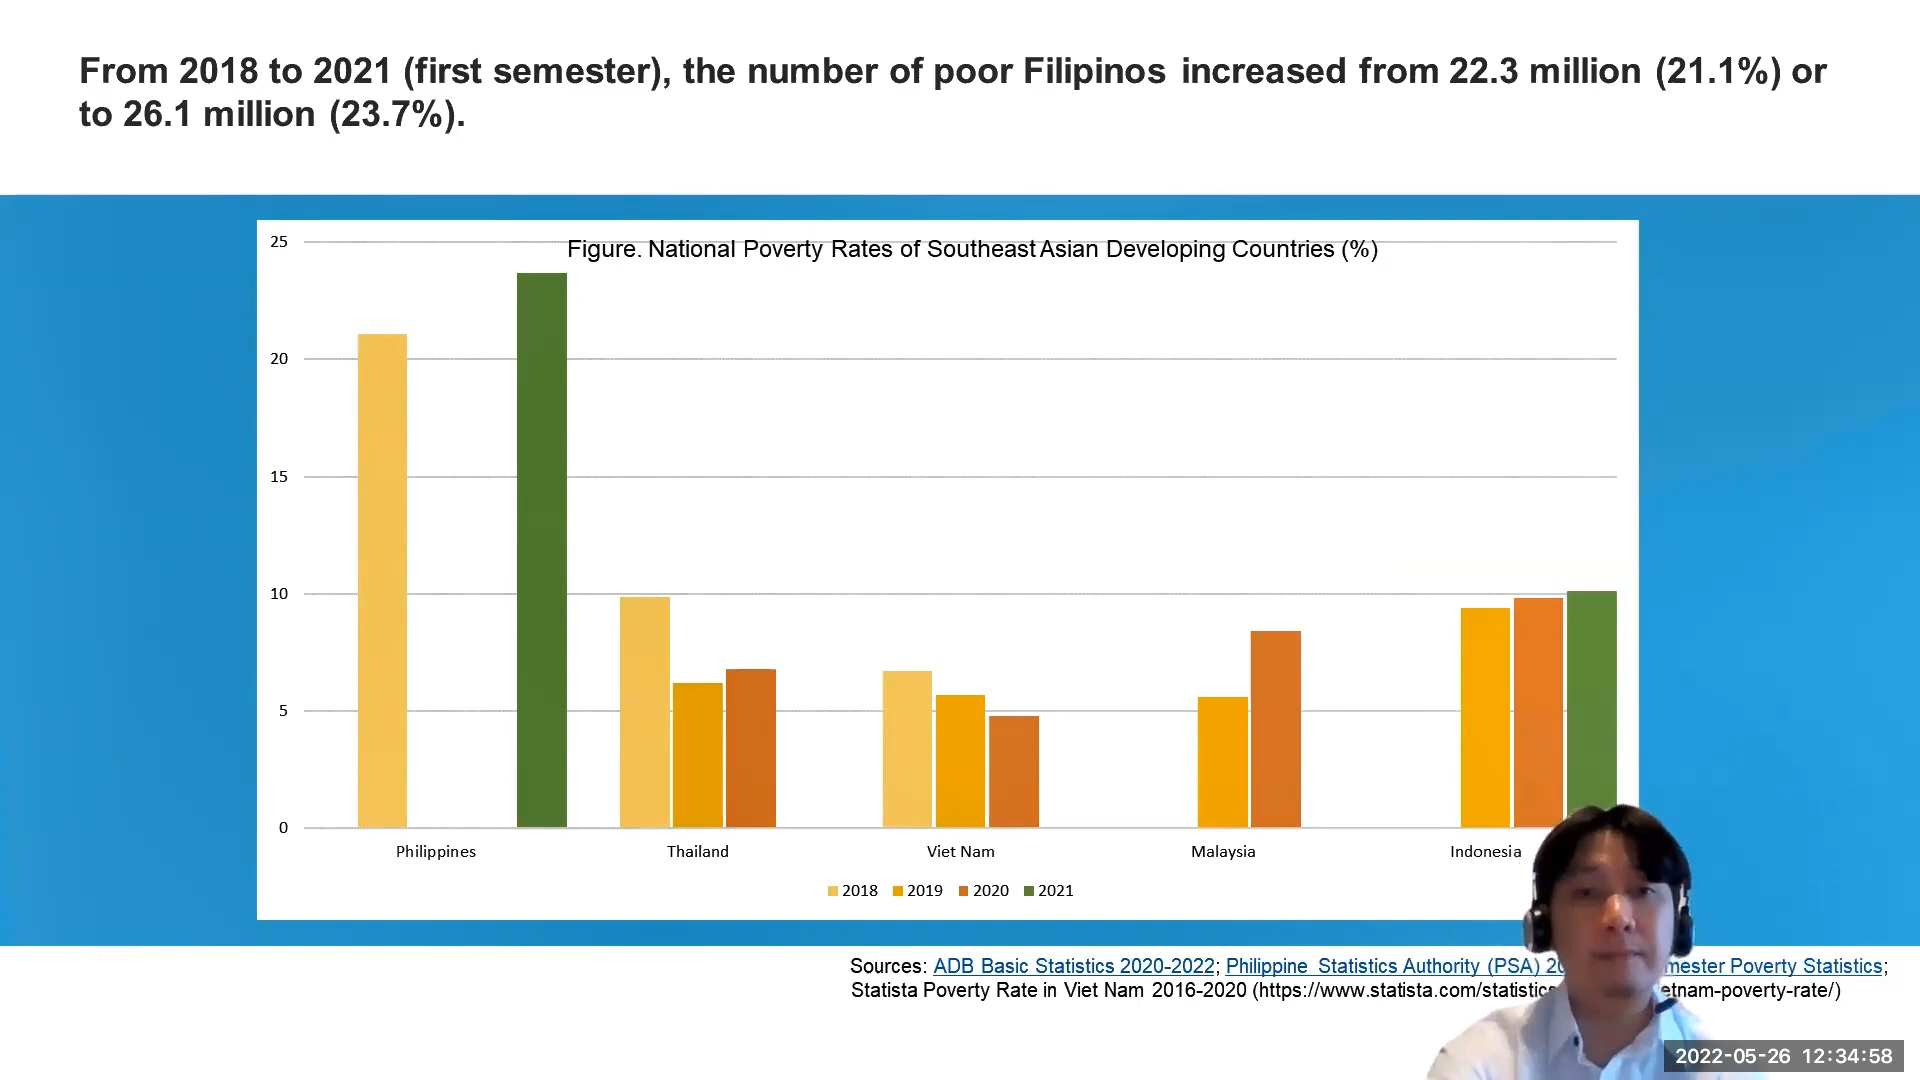 From 2018 to 2021 (first semester), the number of poor Filipinos increased from 22.3 million (21.1%) or
to 26.1 million (23.7%).
Figure. National Poverty Rates of Southeast Asian Developing Countries (%)
25
20
15
10
5
0
Philippines Thailand Viet Nam Malaysia Indonesia
2018 2019 2020 2021
Sources: ADB Basic Statistics 2020-2022; Philippine Statistics Authority (PSA) Poverty Statistics;
Statista Poverty Rate in Viet Nam 2016-2020 (https://www.statista.com/statistics etnam-poverty-rate/)
2022-05-26 12:34:58